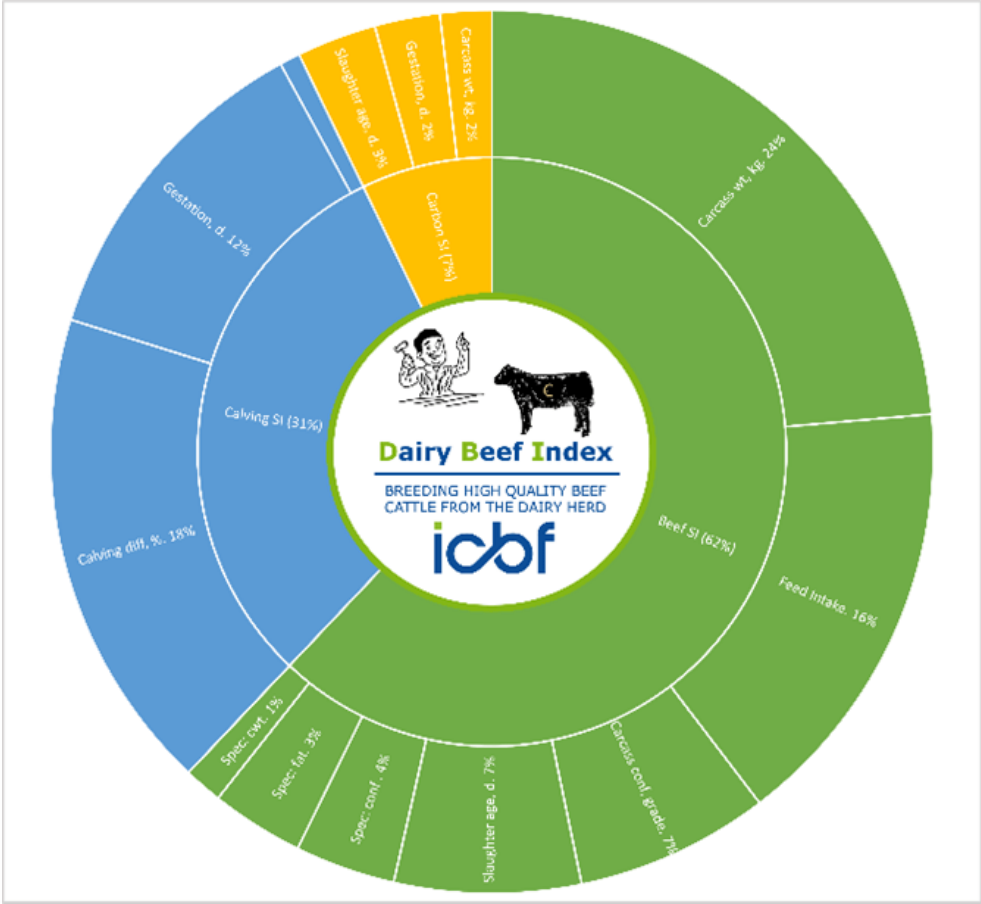 Carcass wt, kg. 24%
Feed Intake. 16%
Carcass conf, grade. 7%
Slaughter age, d. 7%
Spec: conf . 4%
Spec: fat. 3%
Spec: cwt. 1%
Calving diff, %. 18%
Gestation, d. 12%
Slaughter age, d. 3%
Gestation, d. 2%
Carcass wt, kg. 2%
Beef SI (62%)
Calving SI (31%)
Carbon SI (7%)
€
Dairy Beef Index
BREEDING HIGH QUALITY BEEF
CATTLE FROM THE DAIRY HERD
icbf